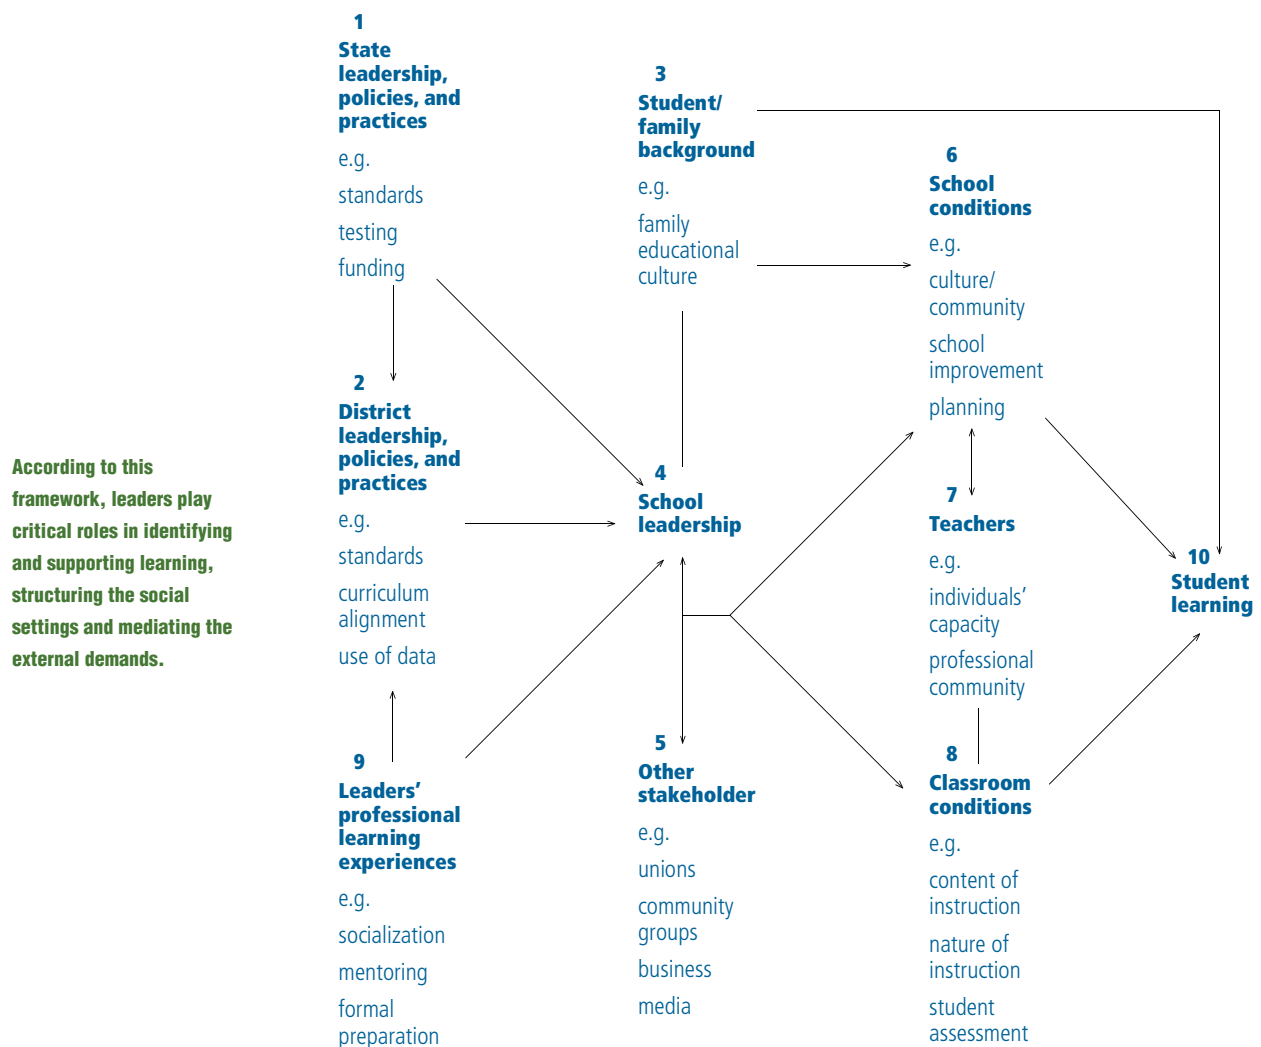 1
State
leadership,
policies, and
practices
e.g.
standards
testing
funding
2
District
leadership,
policies, and
practices
e.g.
standards
curriculum
alignment
use of data
9
Leaders’
professional
learning
experiences
e.g.
socialization
mentoring
formal
preparation
3
Student/
family
background
e.g.
family
educational
culture
4
School
leadership
5
Other
stakeholder
e.g.
unions
community
groups
business
media
6
School
conditions
e.g.
culture/
community
school
improvement
planning
7
Teachers
e.g.
individuals’
capacity
professional
community
8
Classroom
conditions
e.g.
content of
instruction
nature of
instruction
student
assessment
10
Student
learning
According to this
framework, leaders play
critical roles in identifying
and supporting learning,
structuring the social
settings and mediating the
external demands.